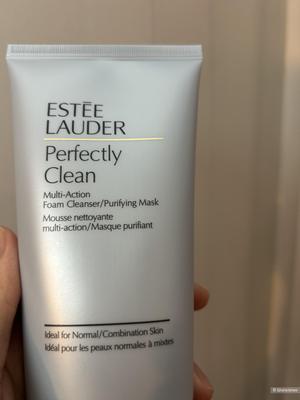 ESTĒE
LAUDER
Perfectly
Clean
Multi-Action
Foam Cleanser/Purifying Mask
Mousse nettoyante
multi-action/Masque purifiant
Ideal for Normal/Combination Skin
Idéal pour les peaux normales à mixtes